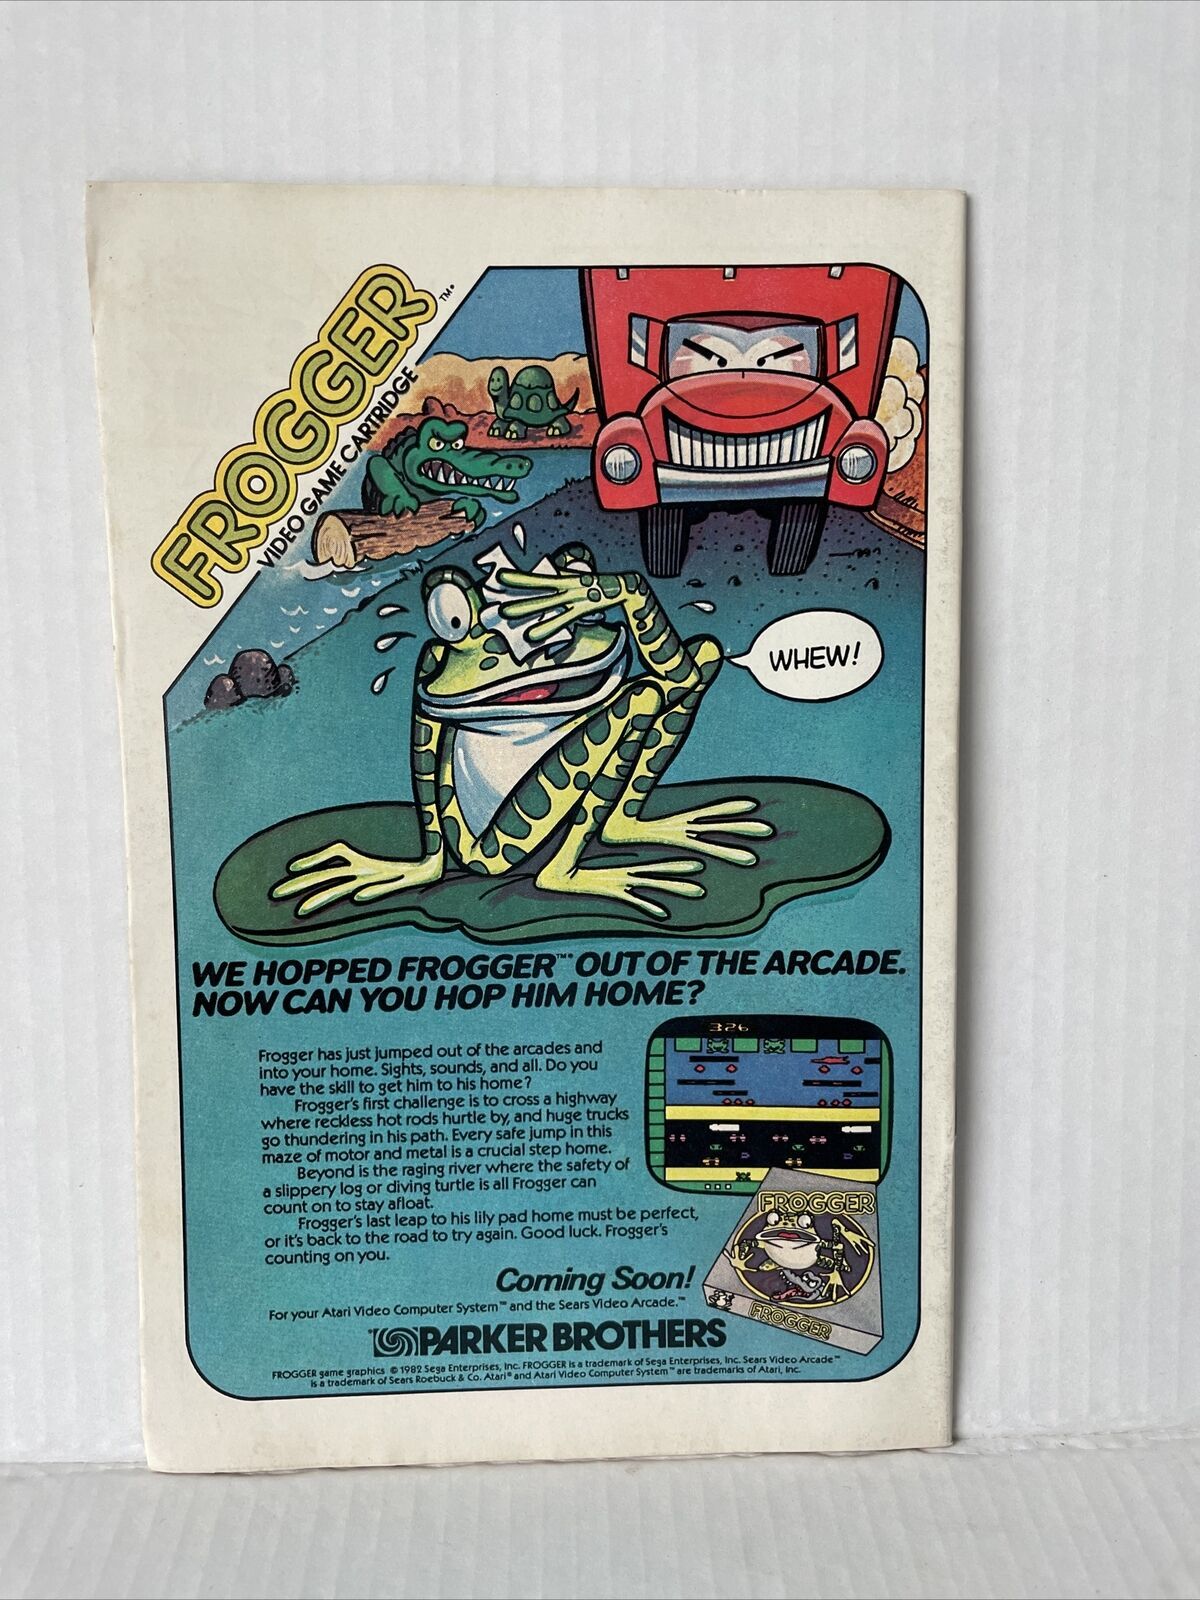 FROGGER™
VIDEO GAME CARTRIDGE
WHEW!
WE HOPPED FROGGER™ OUT OF THE ARCADE.
NOW CAN YOU HOP HIM HOME?
326
Frogger has just jumped out of the arcades and
into your home. Sights, sounds, and all. Do you
have the skill to get him to his home?
Frogger's first challenge is to cross a highway
where reckless hot rods hurtle by, and huge trucks
go thundering in his path. Every safe jump in this
maze of motor and metal is a crucial step home.
Beyond is the raging river where the safety of
a slippery log or diving turtle is all Frogger can
count on to stay afloat.
Frogger's last leap to his lily pad home must be perfect,
or it's back to the road to try again. Good luck. Frogger's
counting on you.
FROGGER
FROGGER
Coming Soon!
For your Atari Video Computer System™ and the Sears Video Arcade.™
PARKER BROTHERS
FROGGER game graphics © 1982 Sega Enterprises, Inc. FROGGER is a trademark of Sega Enterprises, Inc. Sears Video Arcade™
is a trademark of Sears Roebuck & Co. Atari® and Atari Video Computer System™ are trademarks of Atari, Inc.